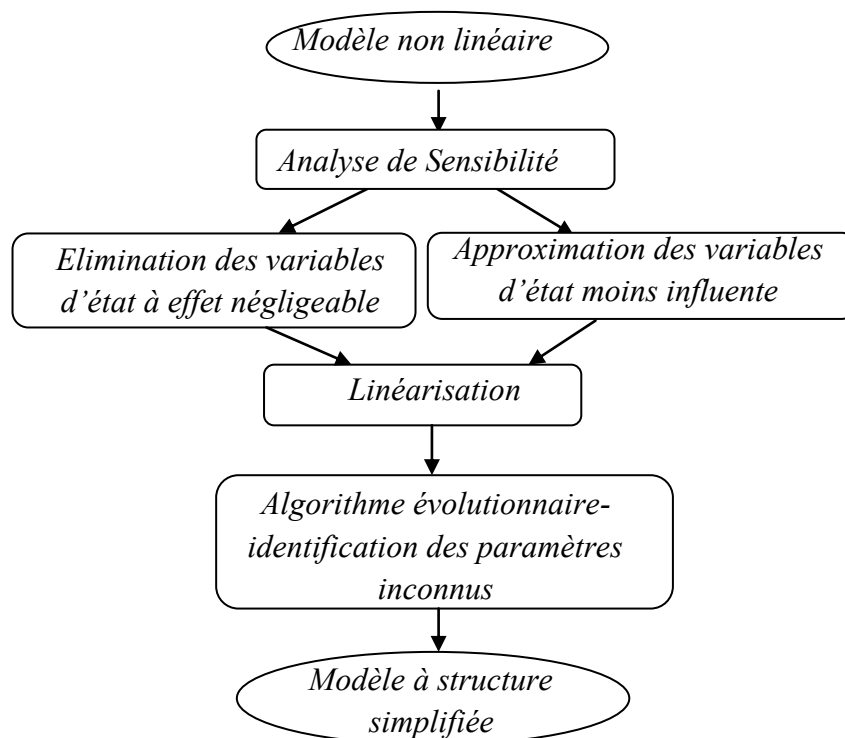 Modèle non linéaire
Analyse de Sensibilité
Elimination des variables
d’état à effet négligeable
Approximation des variables
d’état moins influente
Linéarisation
Algorithme évolutionnaire-
identification des paramètres
inconnus
Modèle à structure
simplifiée